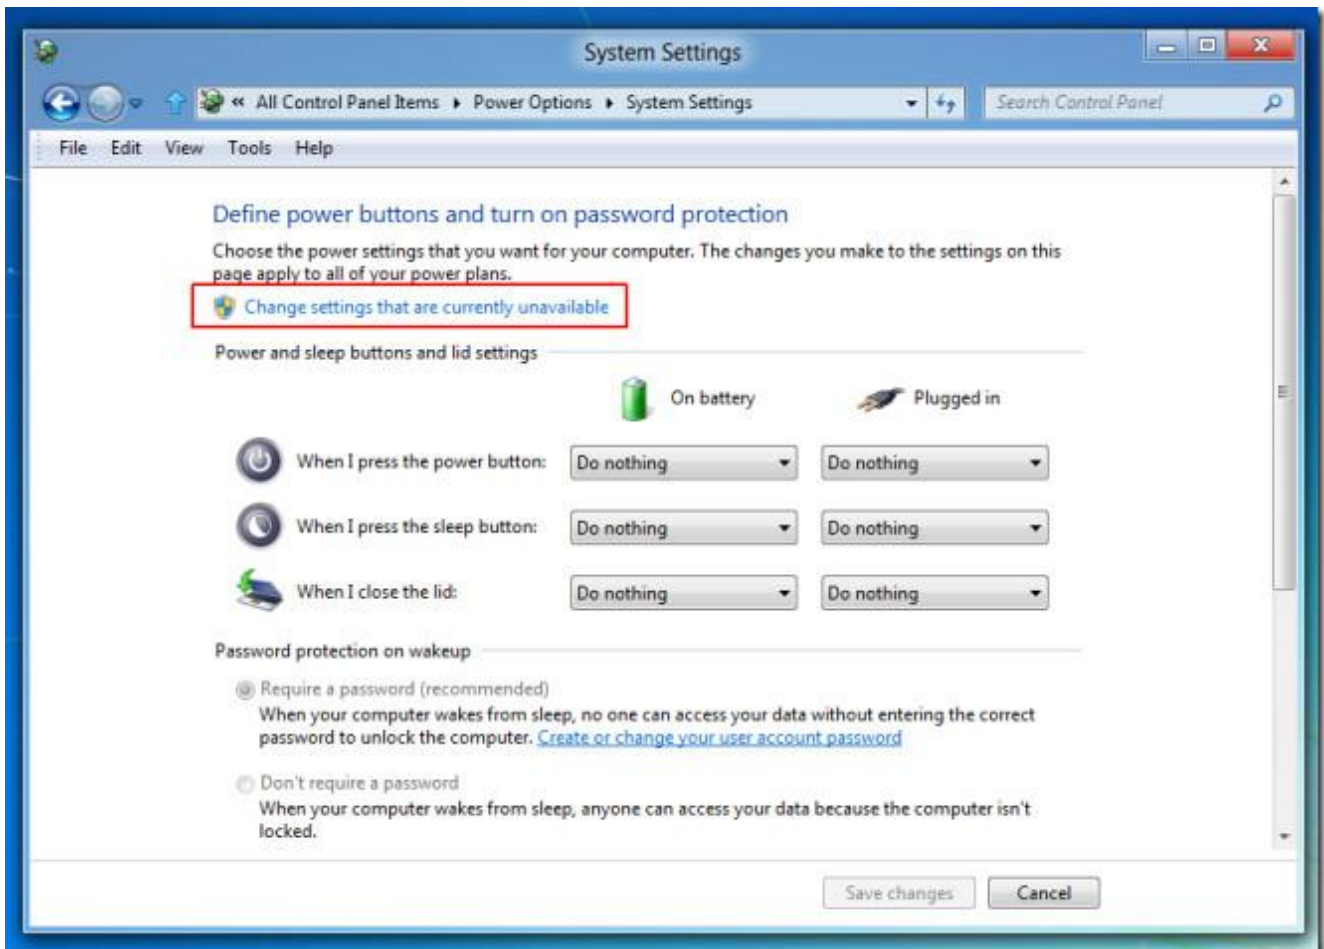 System Settings
« All Control Panel Items ▸ Power Options ▸ System Settings
Search Control Panel
File Edit View Tools Help
Define power buttons and turn on password protection
Choose the power settings that you want for your computer. The changes you make to the settings on this
page apply to all of your power plans.
Change settings that are currently unavailable
Power and sleep buttons and lid settings
On battery Plugged in
When I press the power button: Do nothing Do nothing
When I press the sleep button: Do nothing Do nothing
When I close the lid: Do nothing Do nothing
Password protection on wakeup
Require a password (recommended)
When your computer wakes from sleep, no one can access your data without entering the correct
password to unlock the computer. Create or change your user account password
Don't require a password
When your computer wakes from sleep, anyone can access your data because the computer isn't
locked.
Save changes Cancel